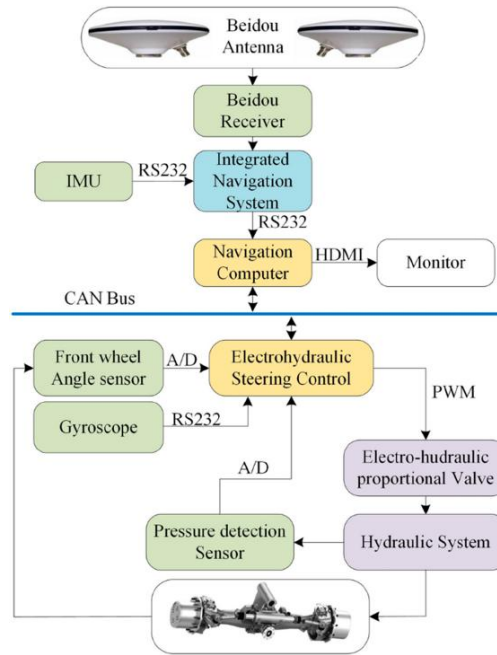 Beidou
Antenna
Beidou
Receiver
IMU
RS232
Integrated
Navigation
System
RS232
Navigation
Computer
HDMI
Monitor
CAN Bus
Front wheel
Angle sensor
A/D
Electrohydraulic
Steering Control
PWM
Gyroscope
RS232
A/D
Electro-hudraulic
proportional Valve
Pressure detection
Sensor
Hydraulic System